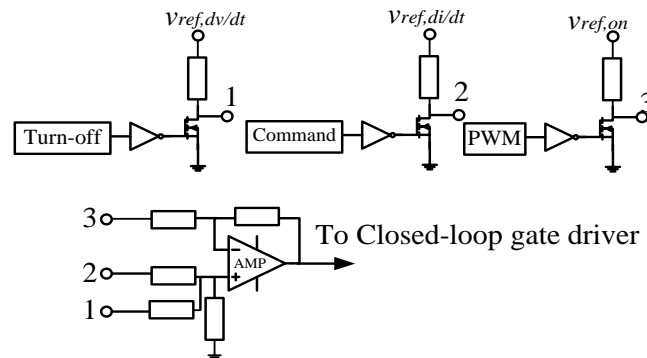 vref,dv/dt
vref,di/dt
vref,on
1
2
3
Turn-off
Command
PWM
3
To Closed-loop gate driver
AMP
2
1